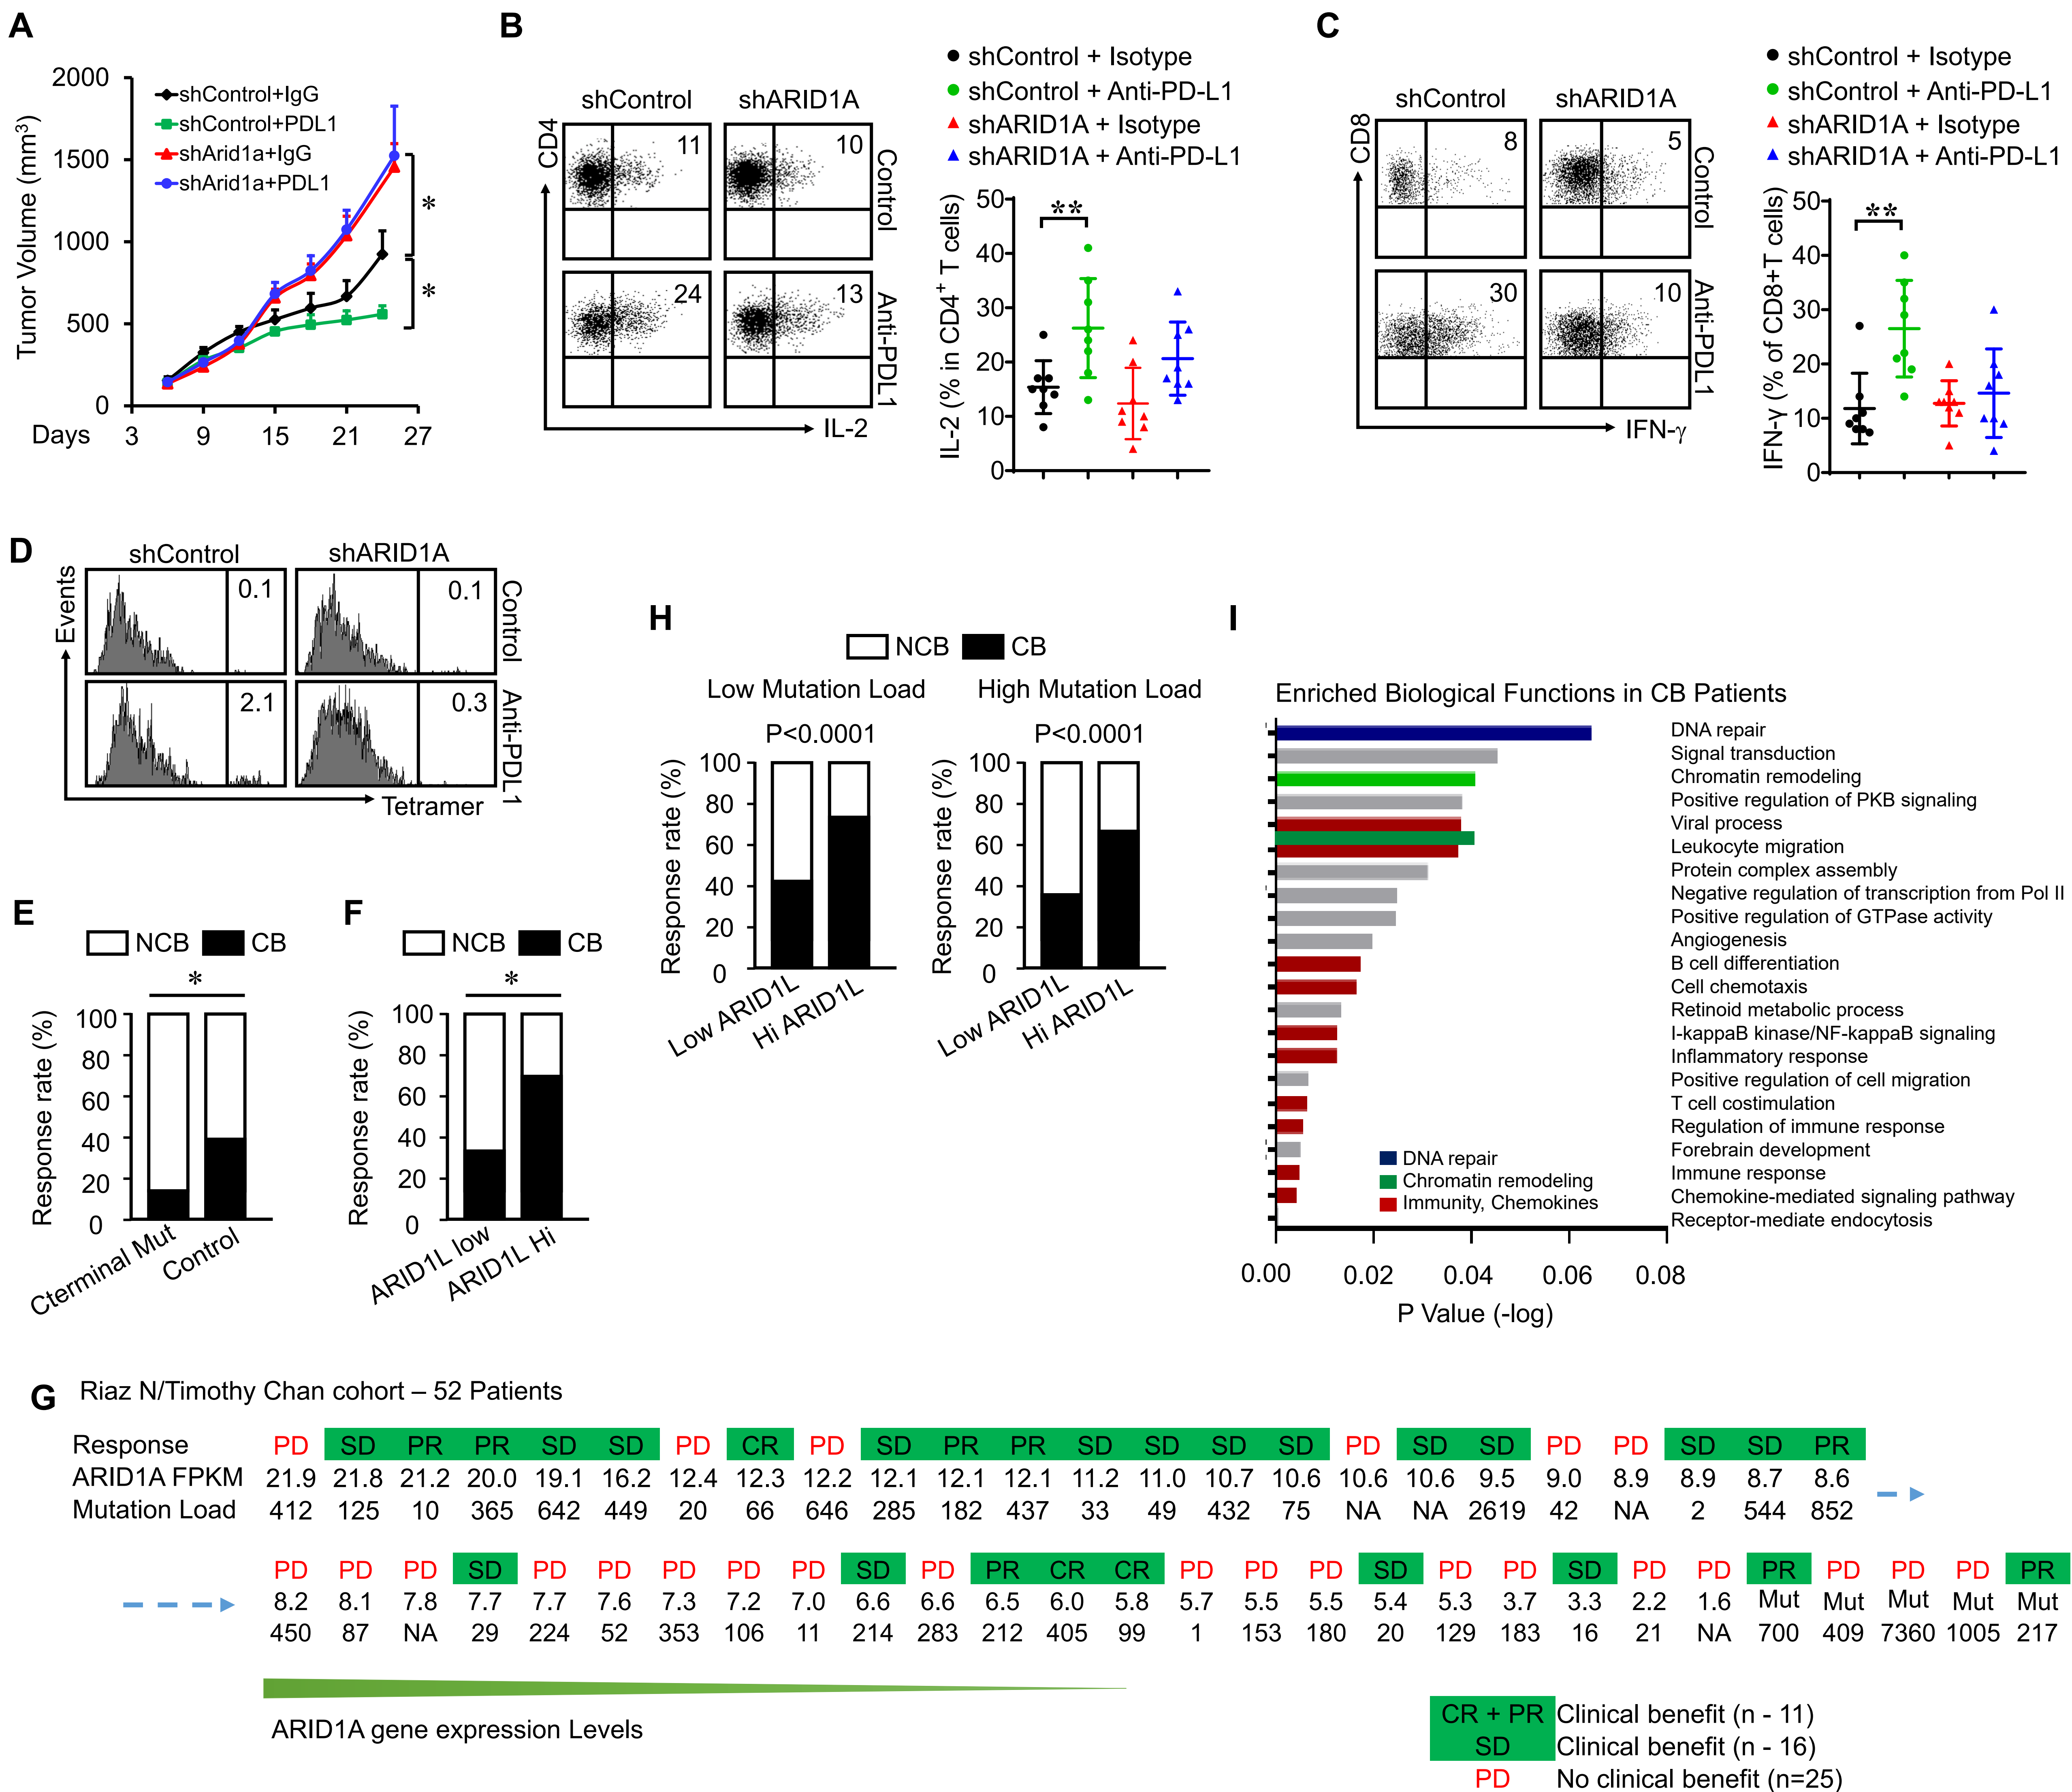 A
Tumor Volume (mm³)
2000
1500
1000
500
0
Days
3 9 15 21 27
shControl+IgG
shControl+PDL1
shArid1a+IgG
shArid1a+PDL1
*
*
B
shControl
shARID1A
CD4
11
10
Control
24
13
Anti-PDL1
IL-2
shControl + Isotype
shControl + Anti-PD-L1
shARID1A + Isotype
shARID1A + Anti-PD-L1
IL-2 (% in CD4⁺ T cells)
50
40
30
20
10
0
**
C
shControl
shARID1A
CD8
8
5
Control
30
10
Anti-PDL1
IFN-γ
shControl + Isotype
shControl + Anti-PD-L1
shARID1A + Isotype
shARID1A + Anti-PD-L1
IFN-γ (% of CD8+T cells)
50
40
30
20
10
0
**
D
shControl
shARID1A
Events
0.1
0.1
Control
2.1
0.3
Anti-PDL1
Tetramer
E
NCB CB
*
Response rate (%)
100
80
60
40
20
0
Cterminal Mut
Control
F
NCB CB
*
Response rate (%)
100
80
60
40
20
0
ARID1L low
ARID1L Hi
H
NCB CB
Low Mutation Load
P<0.0001
Response rate (%)
100
80
60
40
20
0
Low ARID1L
Hi ARID1L
High Mutation Load
P<0.0001
Response rate (%)
100
80
60
40
20
0
Low ARID1L
Hi ARID1L
I
Enriched Biological Functions in CB Patients
DNA repair
Signal transduction
Chromatin remodeling
Positive regulation of PKB signaling
Viral process
Leukocyte migration
Protein complex assembly
Negative regulation of transcription from Pol II
Positive regulation of GTPase activity
Angiogenesis
B cell differentiation
Cell chemotaxis
Retinoid metabolic process
I-kappaB kinase/NF-kappaB signaling
Inflammatory response
Positive regulation of cell migration
T cell costimulation
Regulation of immune response
Forebrain development
Immune response
Chemokine-mediated signaling pathway
Receptor-mediate endocytosis
DNA repair
Chromatin remodeling
Immunity, Chemokines
0.00 0.02 0.04 0.06 0.08
P Value (-log)
G
Riaz N/Timothy Chan cohort – 52 Patients
Response PD SD PR PR SD SD PD CR PD SD PR PR SD SD SD SD PD SD SD PD PD SD SD PR
ARID1A FPKM 21.9 21.8 21.2 20.0 19.1 16.2 12.4 12.3 12.2 12.1 12.1 12.1 11.2 11.0 10.7 10.6 10.6 10.6 9.5 9.0 8.9 8.9 8.7 8.6
Mutation Load 412 125 10 365 642 449 20 66 646 285 182 437 33 49 432 75 NA NA 2619 42 NA 2 544 852
PD PD PD SD PD PD PD PD PD SD PD PR CR CR PD PD PD SD PD PD SD PD PD PR PD PD PD PR
8.2 8.1 7.8 7.7 7.7 7.6 7.3 7.2 7.0 6.6 6.6 6.5 6.0 5.8 5.7 5.5 5.5 5.4 5.3 3.7 3.3 2.2 1.6 Mut Mut Mut Mut Mut
450 87 NA 29 224 52 353 106 11 214 283 212 405 99 1 153 180 20 129 183 16 21 NA 700 409 7360 1005 217
ARID1A gene expression Levels
CR + PR Clinical benefit (n - 11)
SD Clinical benefit (n - 16)
PD No clinical benefit (n=25)